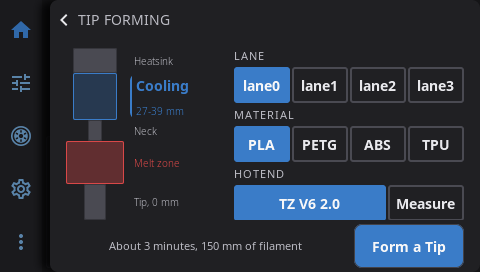 TIP FORMING
Heatsink
Cooling
27-39 mm
Neck
Melt zone
Tip, 0 mm
LANE
lane0 lane1 lane2 lane3
MATERIAL
PLA PETG ABS TPU
HOTEND
TZ V6 2.0 Measure
About 3 minutes, 150 mm of filament
Form a Tip